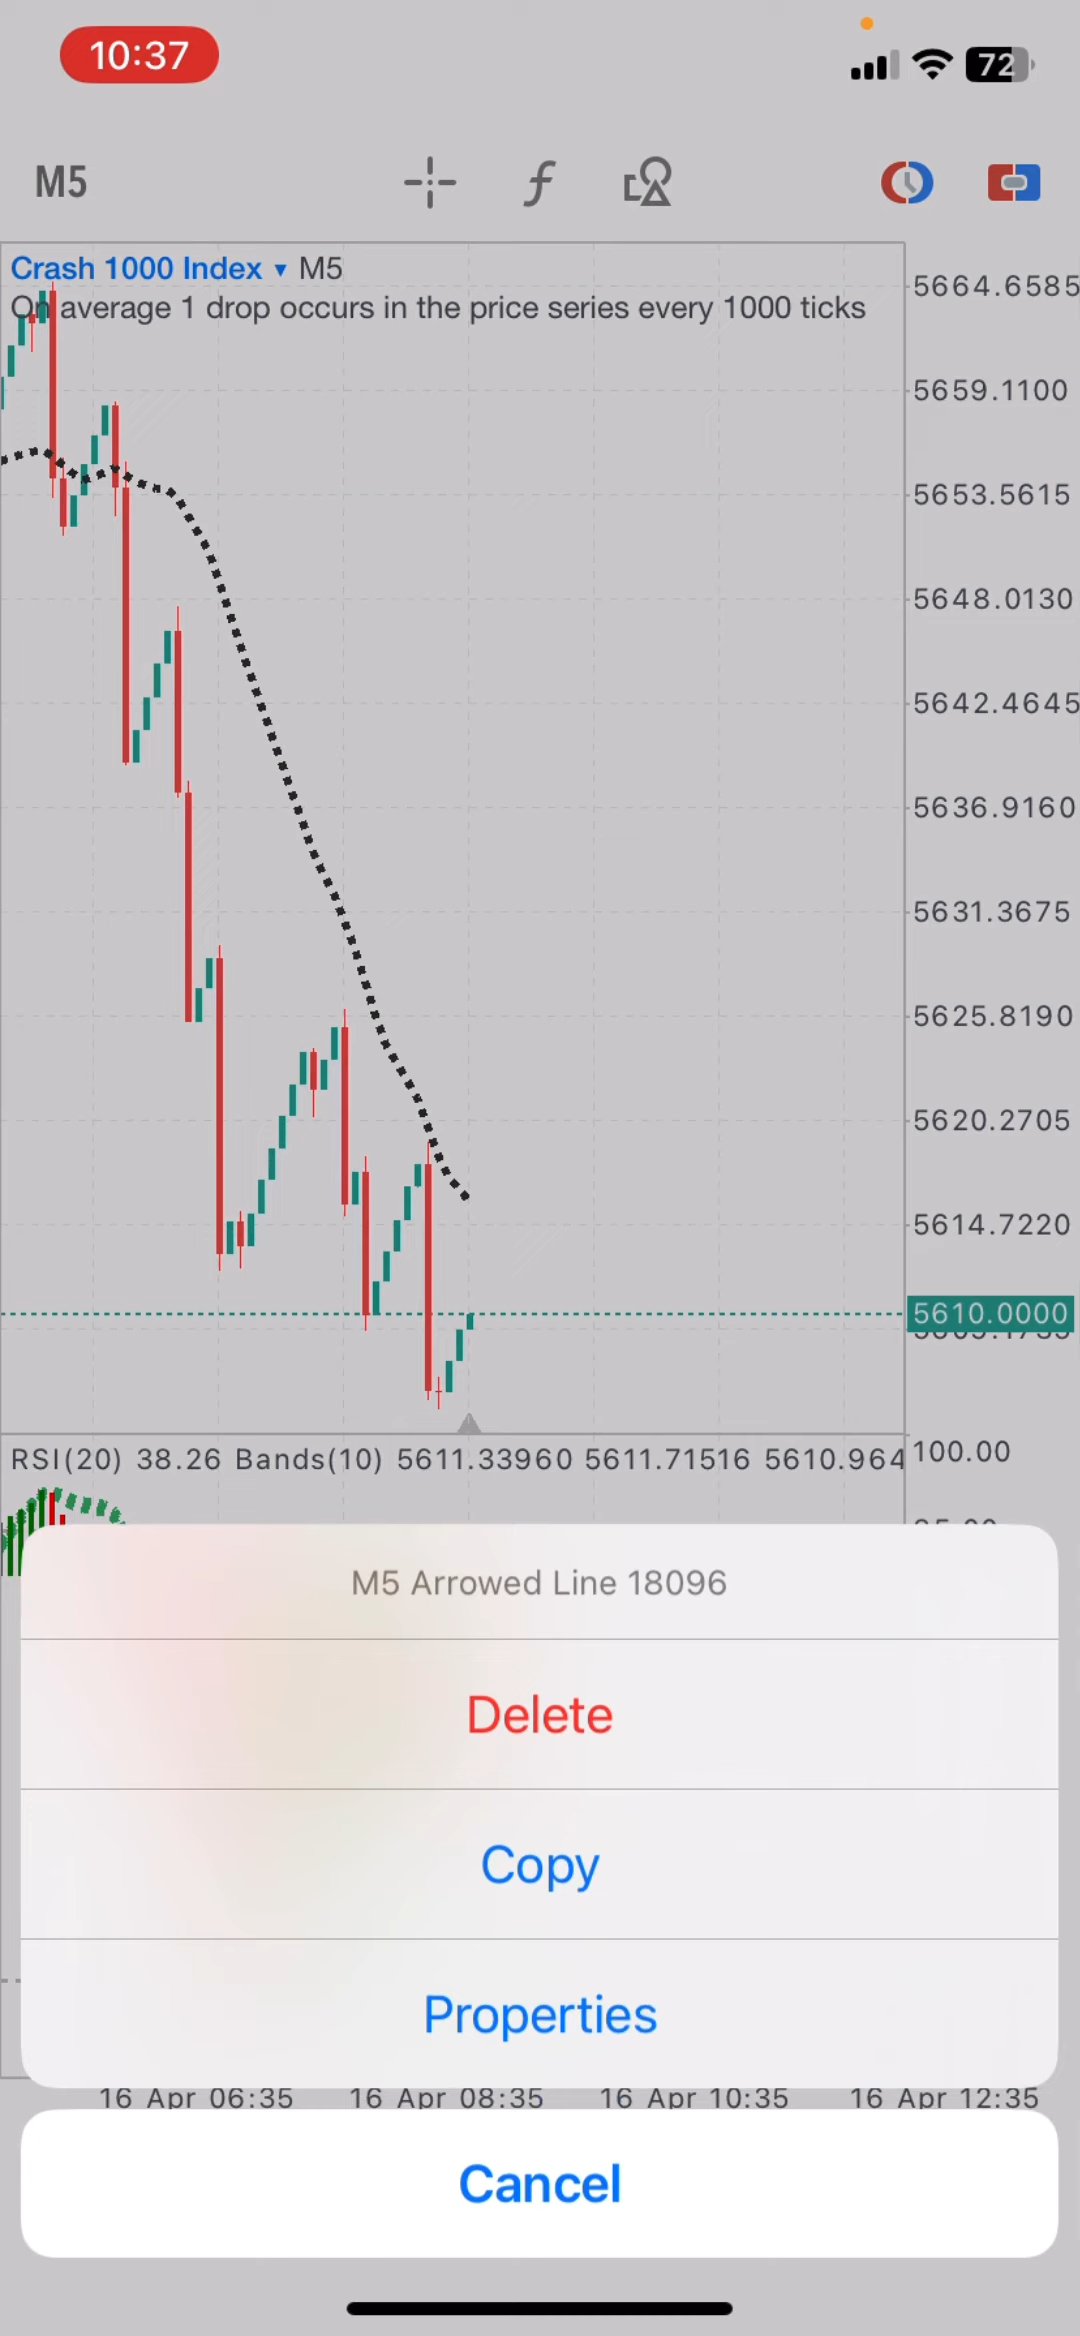 10:37
72
M5
Crash 1000 Index ▾ M5
On average 1 drop occurs in the price series every 1000 ticks
5664.6585
5659.1100
5653.5615
5648.0130
5642.4645
5636.9160
5631.3675
5625.8190
5620.2705
5614.7220
5610.0000
RSI(20) 38.26 Bands(10) 5611.33960 5611.71516 5610.964
100.00
M5 Arrowed Line 18096
Delete
Copy
Properties
16 Apr 06:35 16 Apr 08:35 16 Apr 10:35 16 Apr 12:35
Cancel